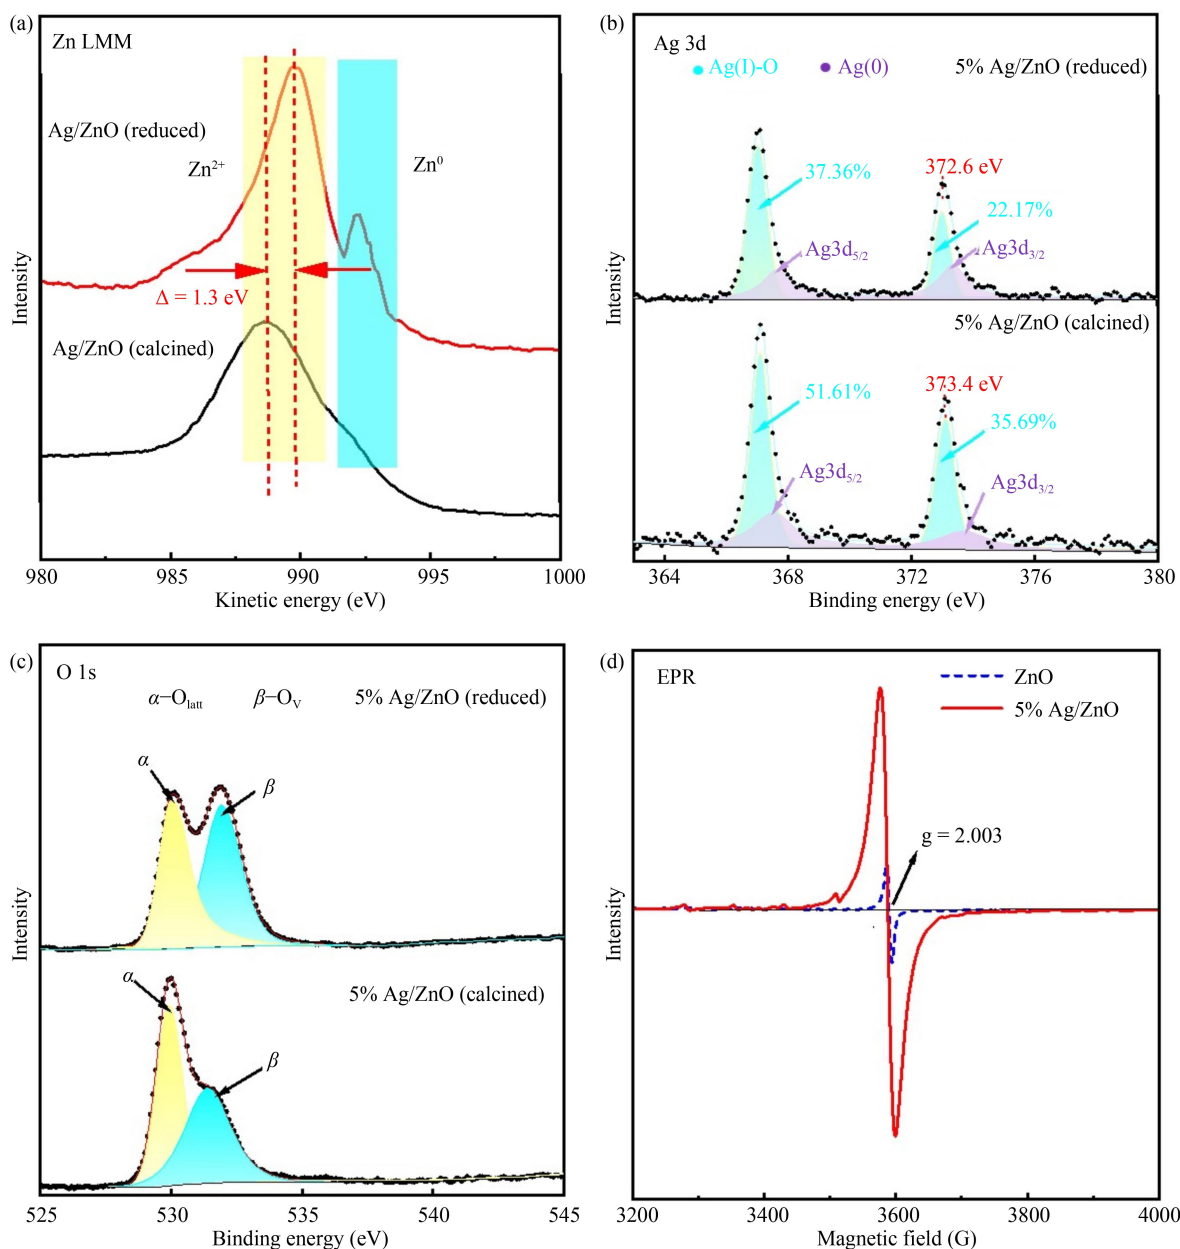 (a)
Zn LMM
Ag/ZnO (reduced)
Zn²⁺
Zn⁰
Δ = 1.3 eV
Ag/ZnO (calcined)
Intensity
980 985 990 995 1000
Kinetic energy (eV)
(b)
Ag 3d
Ag(I)-O Ag(0) 5% Ag/ZnO (reduced)
37.36%
372.6 eV
22.17%
Ag3d₅/₂
Ag3d₃/₂
5% Ag/ZnO (calcined)
51.61%
373.4 eV
35.69%
Ag3d₅/₂
Ag3d₃/₂
Intensity
364 368 372 376 380
Binding energy (eV)
(c)
O 1s
α−O_latt β−O_V 5% Ag/ZnO (reduced)
α
β
α
5% Ag/ZnO (calcined)
β
Intensity
525 530 535 540 545
Binding energy (eV)
(d)
EPR
ZnO
5% Ag/ZnO
g = 2.003
Intensity
3200 3400 3600 3800 4000
Magnetic field (G)